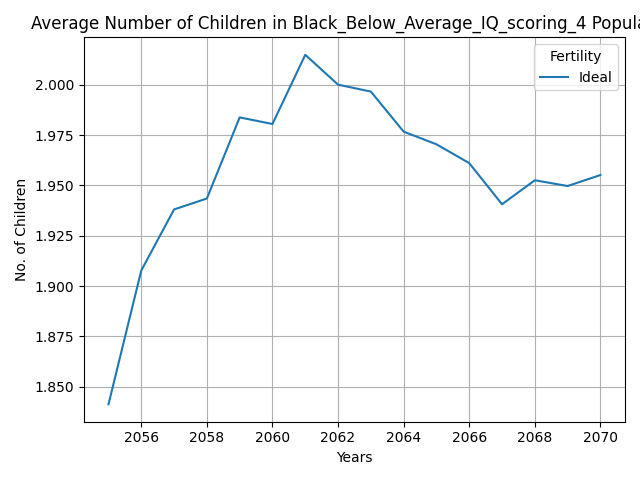 Average Number of Children in Black_Below_Average_IQ_scoring_4 Popula
Fertility
Ideal
2.000
1.975
1.950
1.925
1.900
1.875
1.850
No. of Children
2056 2058 2060 2062 2064 2066 2068 2070
Years